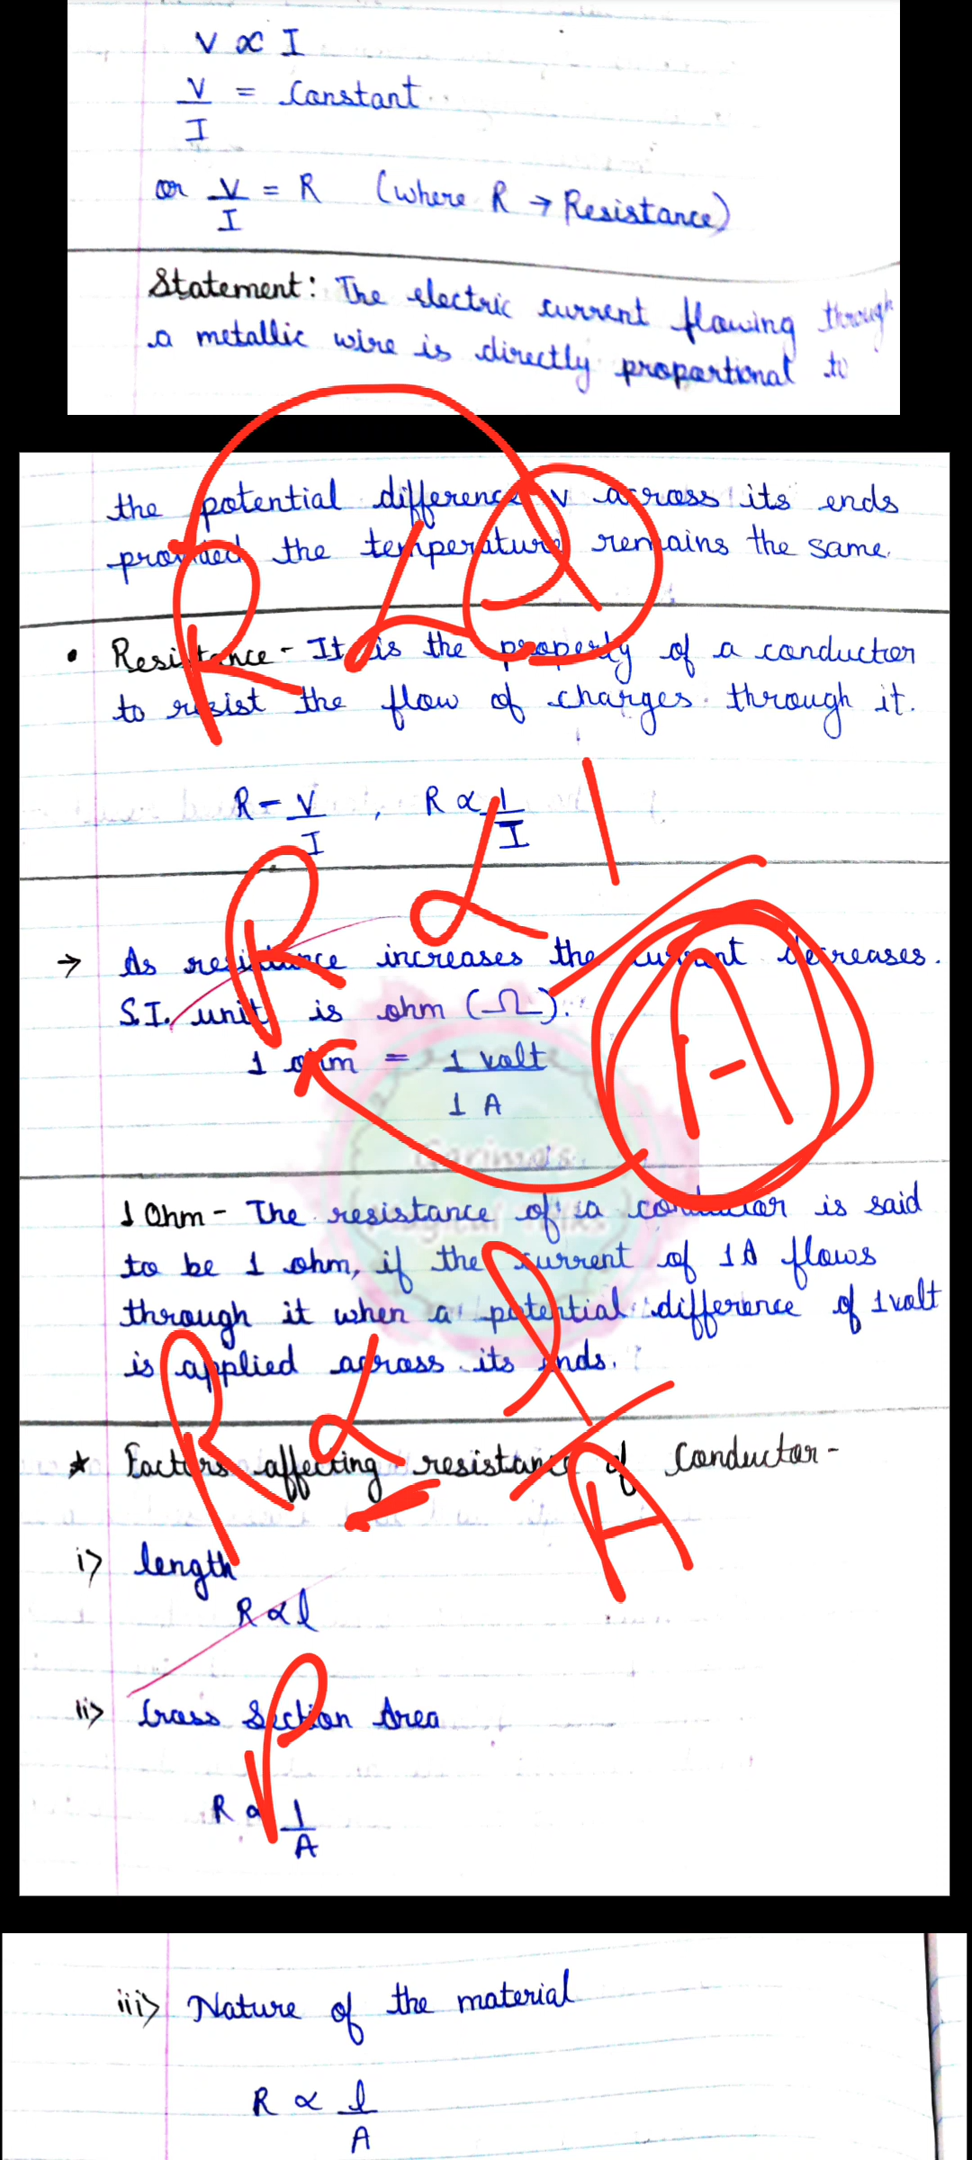 V ∝ I
V/I = Constant
or V/I = R (where R → Resistance)
Statement: The electric current flowing through
a metallic wire is directly proportional to
the potential difference V across its ends
provided the temperature remains the same.
• Resistance - It is the property of a conductor
to resist the flow of charges through it.
R = V/I , R ∝ 1/I
→ As resistance increases the current decreases.
S.I. unit is ohm (Ω).
1 ohm = 1 volt / 1 A
1 Ohm - The resistance of a conductor is said
to be 1 ohm, if the current of 1A flows
through it when a potential difference of 1 volt
is applied across its ends.
★ Factors affecting resistance of Conductor -
i) length
R ∝ l
ii) Cross Section Area
R ∝ 1/A
iii) Nature of the material
R ∝ l/A
R ∝
R ∝ 1/A
R ∝ l/A
ρ
Garima's